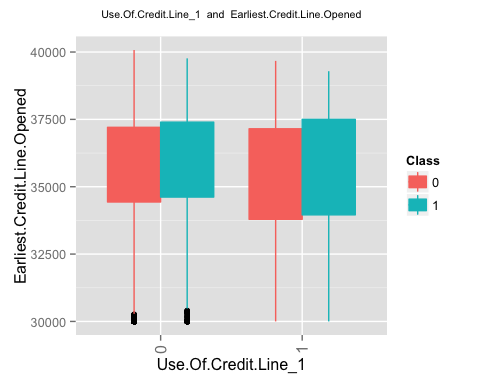 Use.Of.Credit.Line_1 and Earliest.Credit.Line.Opened
Earliest.Credit.Line.Opened
40000
37500
35000
32500
30000
0
1
Use.Of.Credit.Line_1
Class
0
1